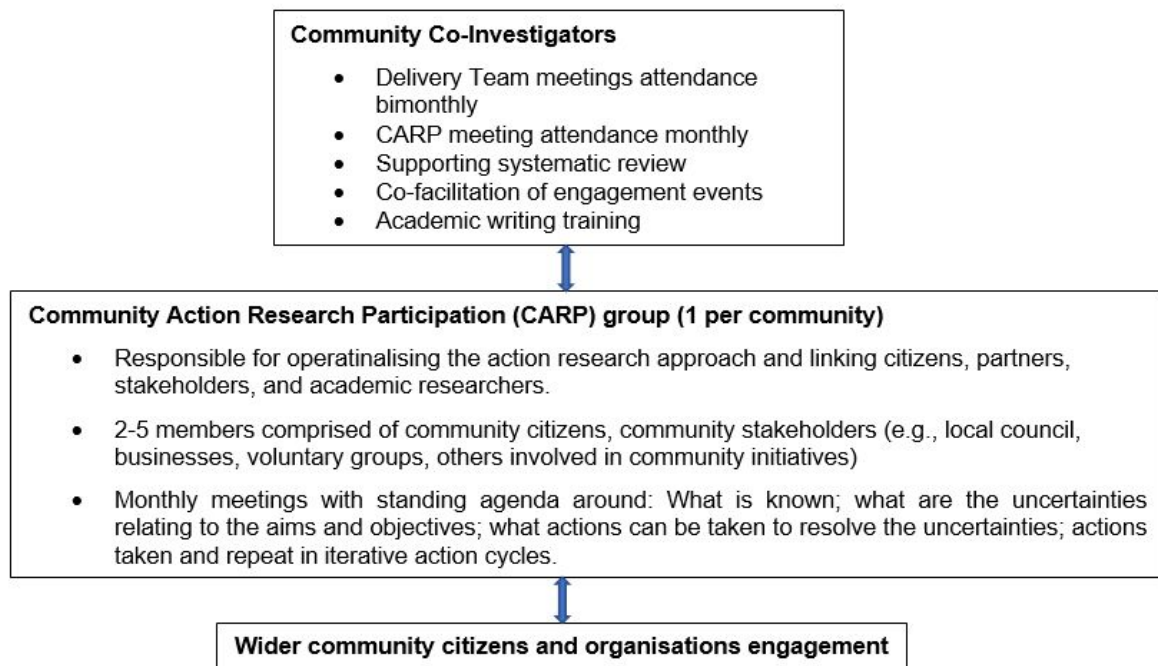 Community Co-Investigators
• Delivery Team meetings attendance
bimonthly
• CARP meeting attendance monthly
• Supporting systematic review
• Co-facilitation of engagement events
• Academic writing training
Community Action Research Participation (CARP) group (1 per community)
• Responsible for operatinalising the action research approach and linking citizens, partners,
stakeholders, and academic researchers.
• 2-5 members comprised of community citizens, community stakeholders (e.g., local council,
businesses, voluntary groups, others involved in community initiatives)
• Monthly meetings with standing agenda around: What is known; what are the uncertainties
relating to the aims and objectives; what actions can be taken to resolve the uncertainties; actions
taken and repeat in iterative action cycles.
Wider community citizens and organisations engagement